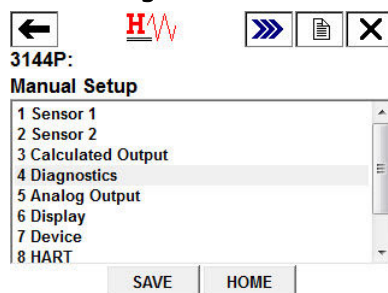 H
3144P:
Manual Setup
1 Sensor 1
2 Sensor 2
3 Calculated Output
4 Diagnostics
5 Analog Output
6 Display
7 Device
8 HART
SAVE HOME